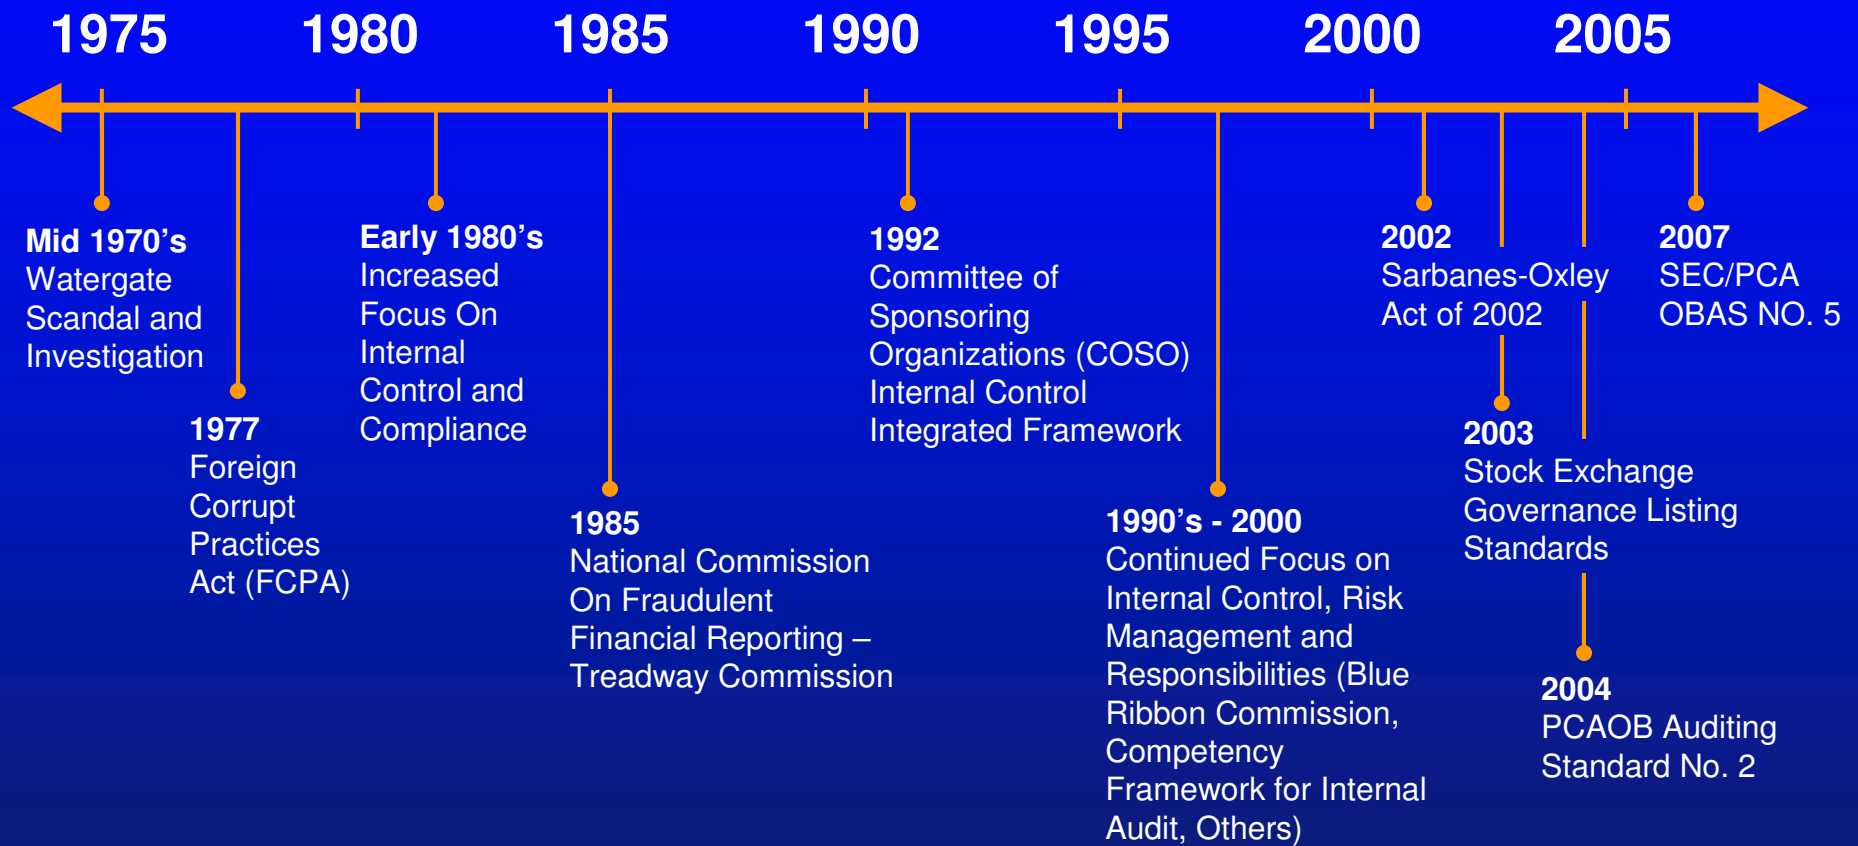 1975 1980 1985 1990 1995 2000 2005
Mid 1970’s
Watergate
Scandal and
Investigation
1977
Foreign
Corrupt
Practices
Act (FCPA)
Early 1980’s
Increased
Focus On
Internal
Control and
Compliance
1985
National Commission
On Fraudulent
Financial Reporting –
Treadway Commission
1992
Committee of
Sponsoring
Organizations (COSO)
Internal Control
Integrated Framework
1990’s - 2000
Continued Focus on
Internal Control, Risk
Management and
Responsibilities (Blue
Ribbon Commission,
Competency
Framework for Internal
Audit, Others)
2002
Sarbanes-Oxley
Act of 2002
2003
Stock Exchange
Governance Listing
Standards
2004
PCAOB Auditing
Standard No. 2
2007
SEC/PCA
OBAS NO. 5